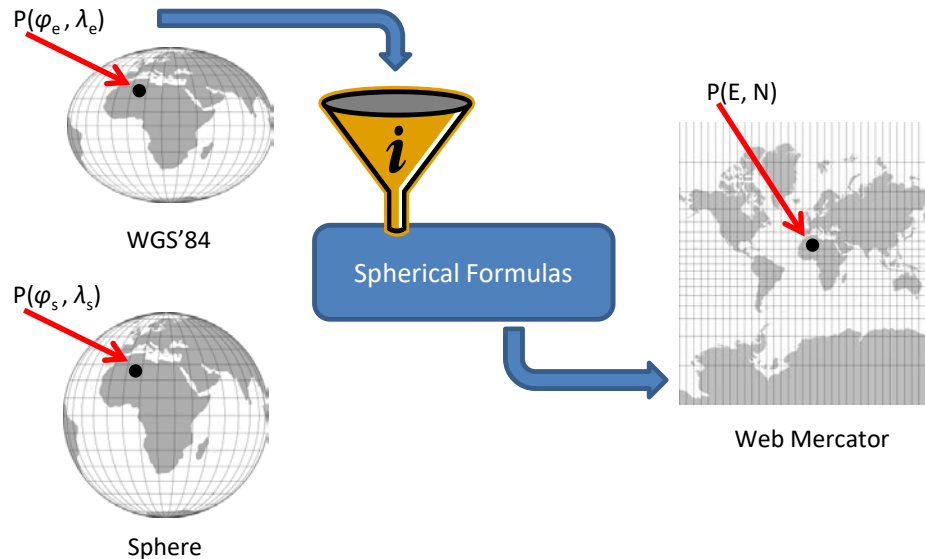 P(φe , λe)
WGS'84
P(φs , λs)
Sphere
i
Spherical Formulas
P(E, N)
Web Mercator